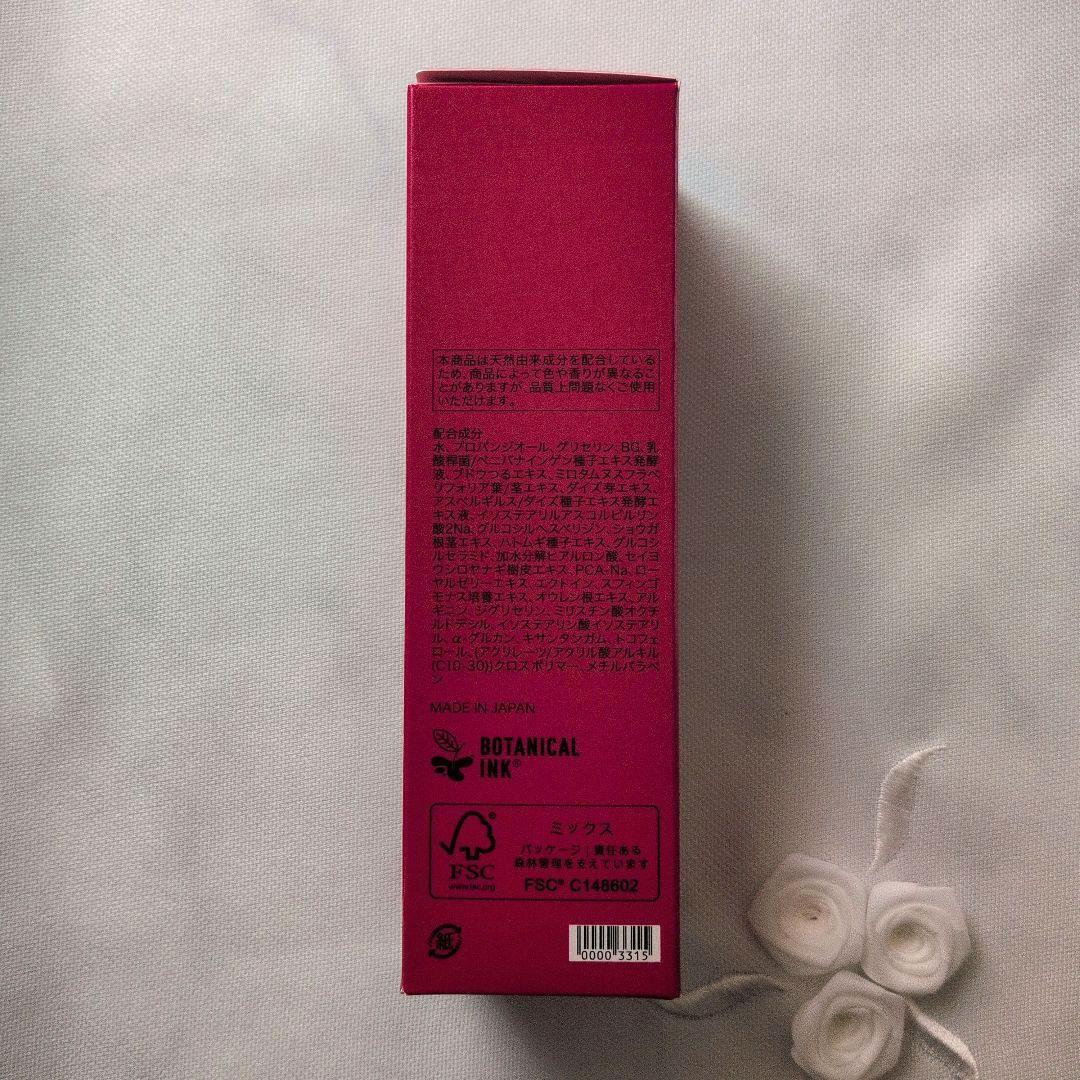 本商品は天然由来成分を配合している
ため、商品によって色や香りが異なるこ
とがありますが、品質上問題なくご使用
いただけます。
配合成分
水、プロパンジオール、グリセリン、BG、乳
酸桿菌/ベニバナインゲン種子エキス発酵
液、ブドウつるエキス、ミロタムヌスフラベ
リフォリア葉/茎エキス、ダイズ芽エキス、
アスペルギルス/ダイズ種子エキス発酵エ
キス液、イソステアリルアスコルビルリン
酸2Na、グルコシルヘスペリジン、ショウガ
根茎エキス、ハトムギ種子エキス、グルコシ
ルセラミド、加水分解ヒアルロン酸、セイヨ
ウシロヤナギ樹皮エキス、PCA-Na、ロー
ヤルゼリーエキス、エクトイン、スフィンゴ
モナス培養エキス、オウレン根エキス、アル
ギニン、ジグリセリン、ミリスチン酸オクチ
ルドデシル、イソステアリン酸イソステアリ
ル、α-グルカン、キサンタンガム、トコフェ
ロール、(アクリレーツ/アクリル酸アルキル
(C10-30))クロスポリマー、メチルパラベ
ン
MADE IN JAPAN
BOTANICAL
INK®
FSC
www.fsc.org
ミックス
パッケージ|責任ある
森林管理を支えています
FSC® C148602
紙
0000 3315